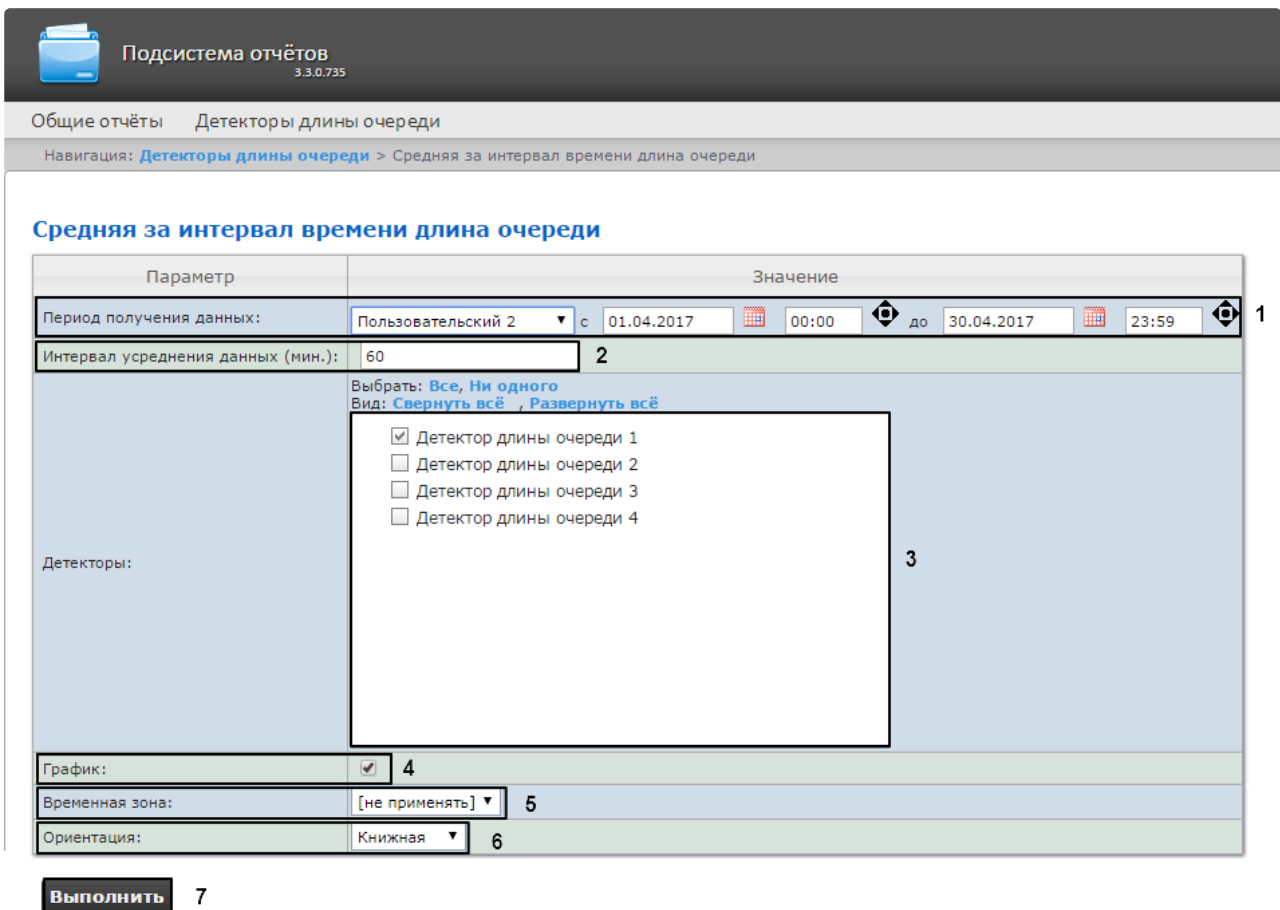 Подсистема отчётов
3.3.0.735
Общие отчёты Детекторы длины очереди
Навигация: Детекторы длины очереди > Средняя за интервал времени длина очереди
Средняя за интервал времени длина очереди
Параметр Значение
Период получения данных: Пользовательский 2 с 01.04.2017 00:00 до 30.04.2017 23:59 1
Интервал усреднения данных (мин.): 60 2
Выбрать: Все, Ни одного
Вид: Свернуть всё , Развернуть всё
Детектор длины очереди 1
Детектор длины очереди 2
Детектор длины очереди 3
Детектор длины очереди 4
Детекторы: 3
График: 4
Временная зона: [не применять] 5
Ориентация: Книжная 6
Выполнить 7